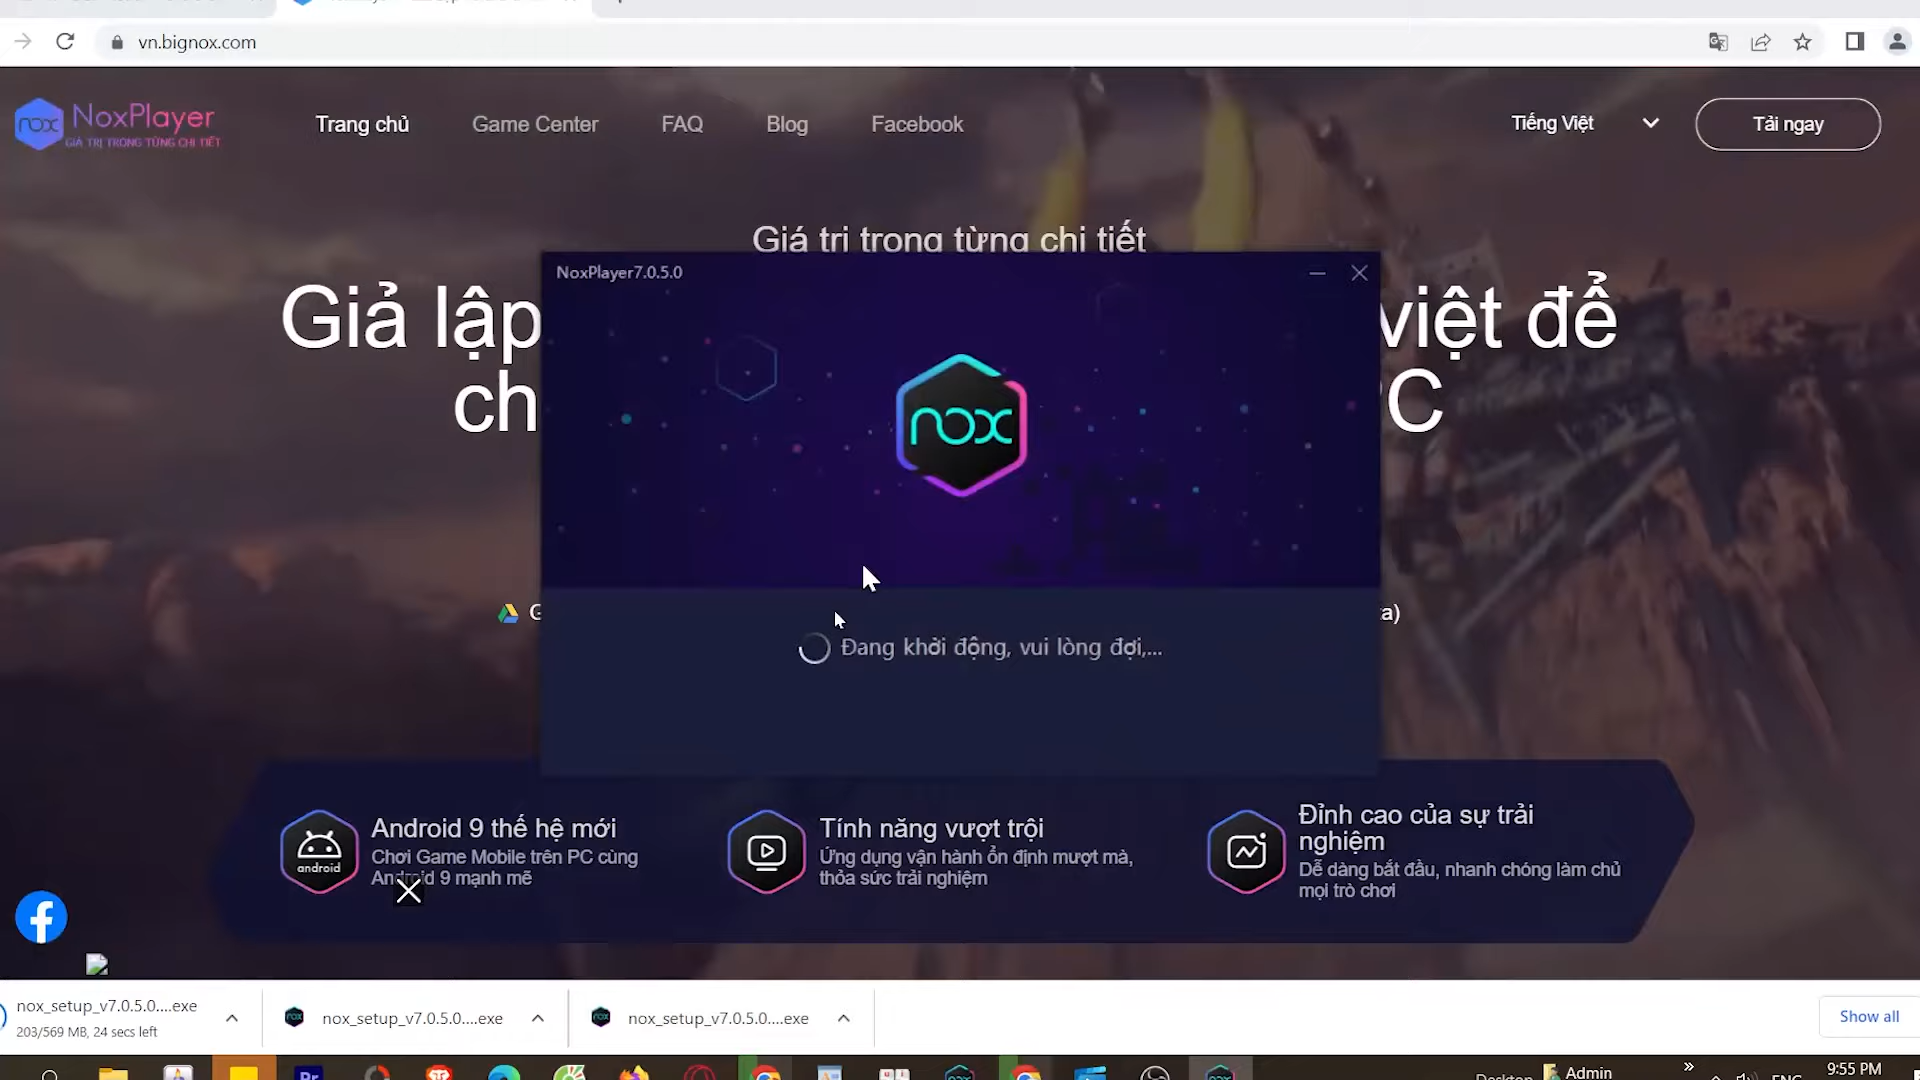 vn.bignox.com
nox
NoxPlayer
GIÁ TRỊ TRONG TỪNG CHI TIẾT
Trang chủ
Game Center
FAQ
Blog
Facebook
Tiếng Việt
Tải ngay
Giá trị trong từng chi tiết
Giả lập
việt để
ch
PC
NoxPlayer7.0.5.0
nox
Đang khởi động, vui lòng đợi,...
android
Android 9 thế hệ mới
Chơi Game Mobile trên PC cùng
Android 9 mạnh mẽ
Tính năng vượt trội
Ứng dụng vận hành ổn định mượt mà,
thỏa sức trải nghiệm
Đỉnh cao của sự trải
nghiệm
Dễ dàng bắt đầu, nhanh chóng làm chủ
mọi trò chơi
nox_setup_v7.0.5.0....exe
203/569 MB, 24 secs left
nox_setup_v7.0.5.0....exe
nox_setup_v7.0.5.0....exe
Show all
Pr
Desktop
Admin
ENG
9:55 PM